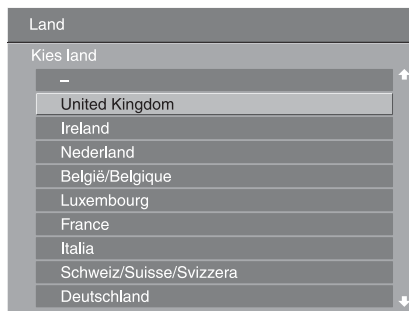 Land
Kies land
–
United Kingdom
Ireland
Nederland
België/Belgique
Luxembourg
France
Italia
Schweiz/Suisse/Svizzera
Deutschland